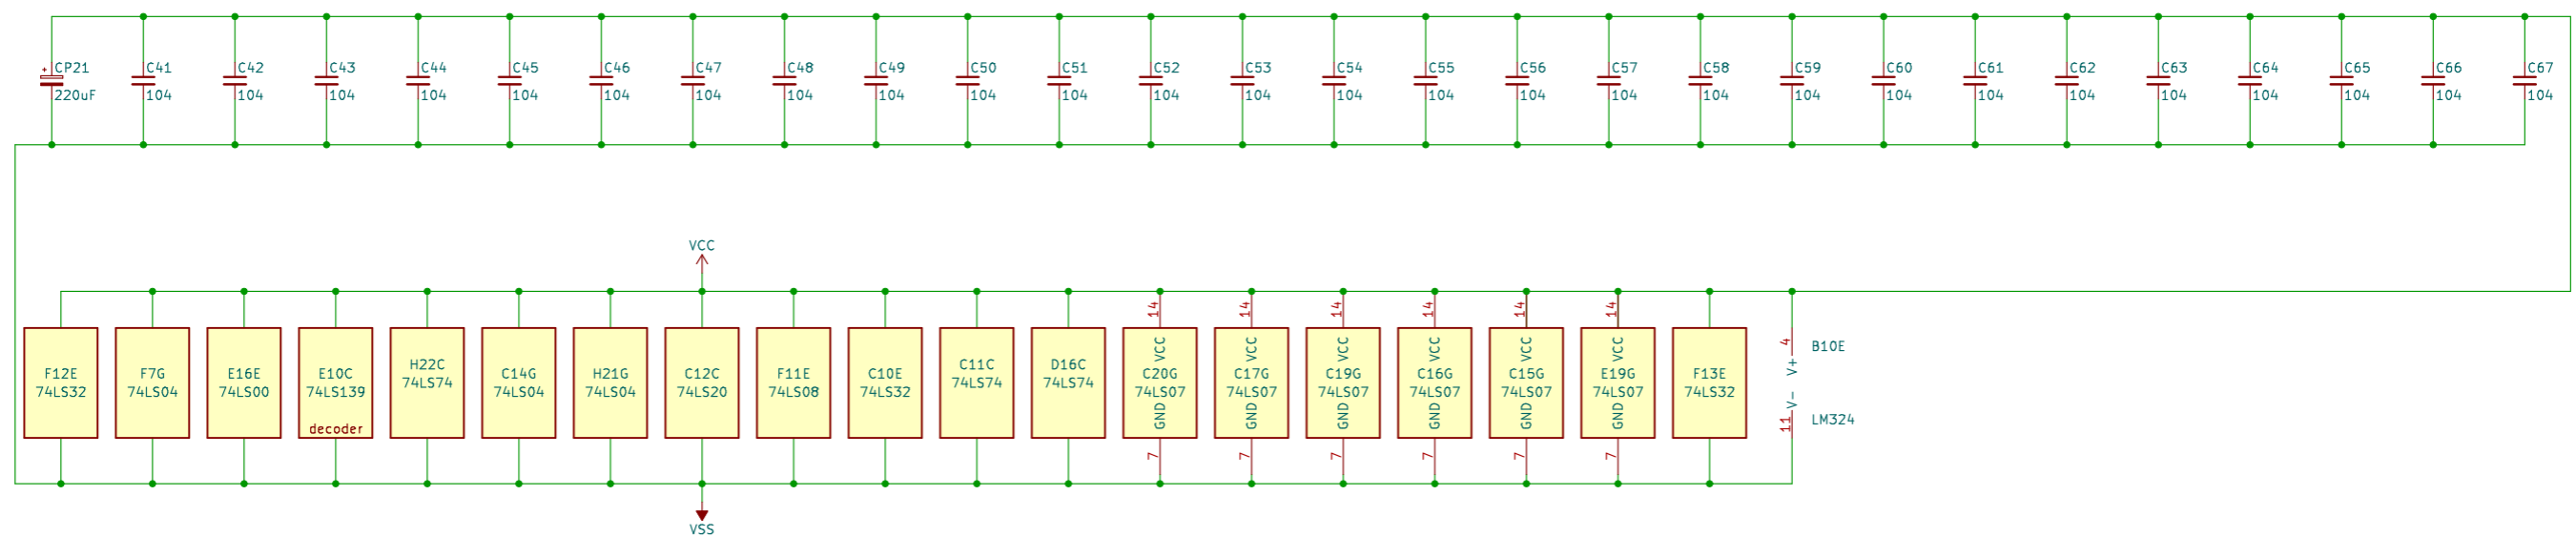 CP21 C41 C42 C43 C44 C45 C46 C47 C48 C49 C50 C51 C52 C53 C54 C55 C56 C57 C58 C59 C60 C61 C62 C63 C64 C65 C66 C67
220uF 104 104 104 104 104 104 104 104 104 104 104 104 104 104 104 104 104 104 104 104 104 104 104 104 104 104 104
VCC
14 14 14 14 14 14
4 B10E
VCC VCC VCC VCC VCC VCC V+
F12E F7G E16E E10C H22C C14G H21G C12C F11E C10E C11C D16C C20G C17G C19G C16G C15G E19G F13E
74LS32 74LS04 74LS00 74LS139 74LS74 74LS04 74LS04 74LS20 74LS08 74LS32 74LS74 74LS74 74LS07 74LS07 74LS07 74LS07 74LS07 74LS07 74LS32
GND GND GND GND GND GND V-
decoder
11 LM324
7 7 7 7 7 7
VSS